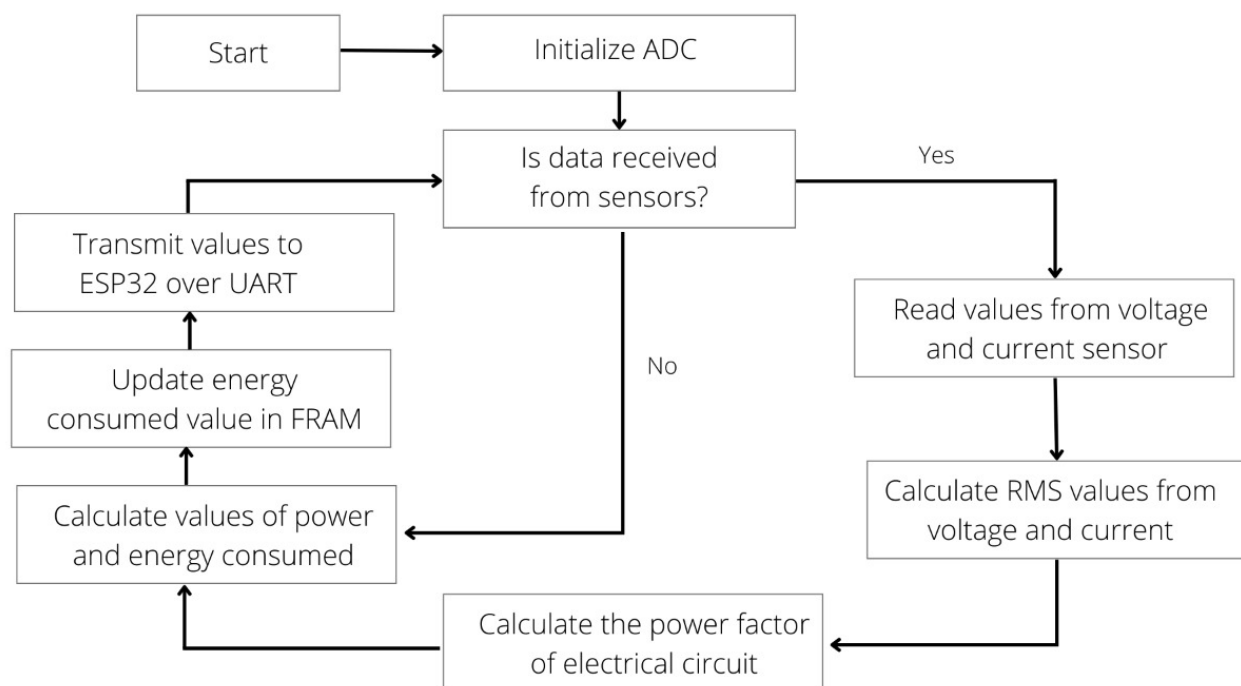 Start
Initialize ADC
Is data received
from sensors?
Yes
No
Transmit values to
ESP32 over UART
Read values from voltage
and current sensor
Update energy
consumed value in FRAM
Calculate RMS values from
voltage and current
Calculate values of power
and energy consumed
Calculate the power factor
of electrical circuit